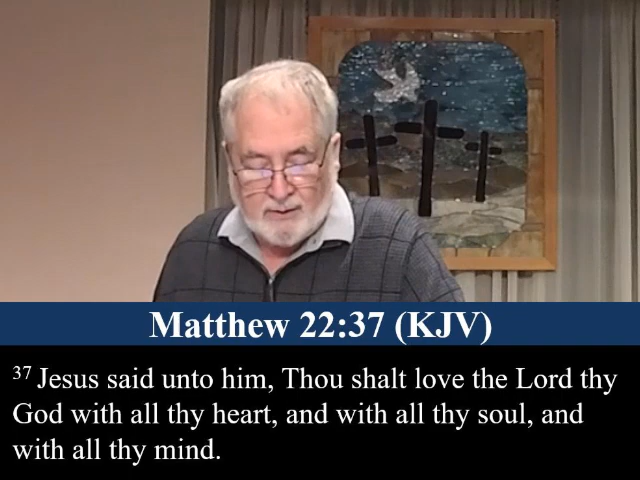 Matthew 22:37 (KJV)
37 Jesus said unto him, Thou shalt love the Lord thy
God with all thy heart, and with all thy soul, and
with all thy mind.